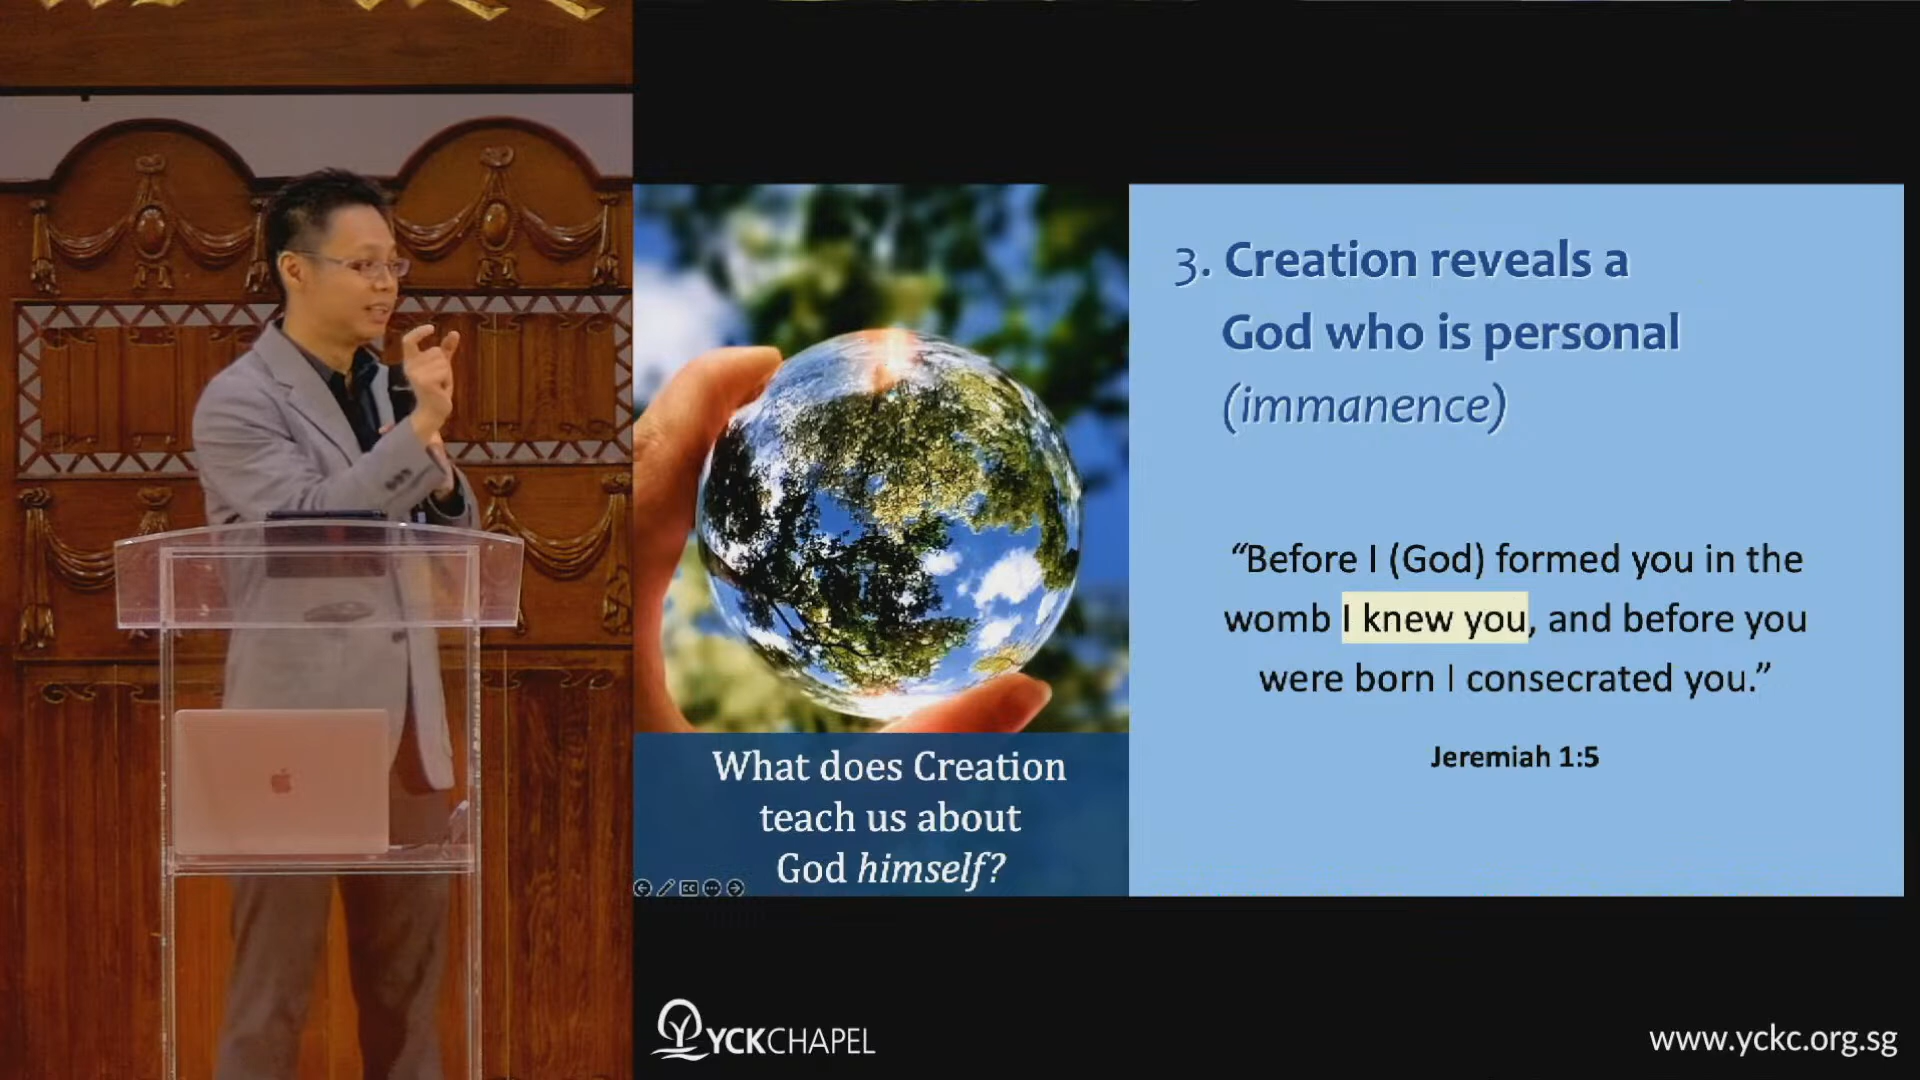 3. Creation reveals a
God who is personal
(immanence)
“Before I (God) formed you in the
womb I knew you, and before you
were born I consecrated you.”
Jeremiah 1:5
What does Creation
teach us about
God himself?
YCKCHAPEL
www.yckc.org.sg